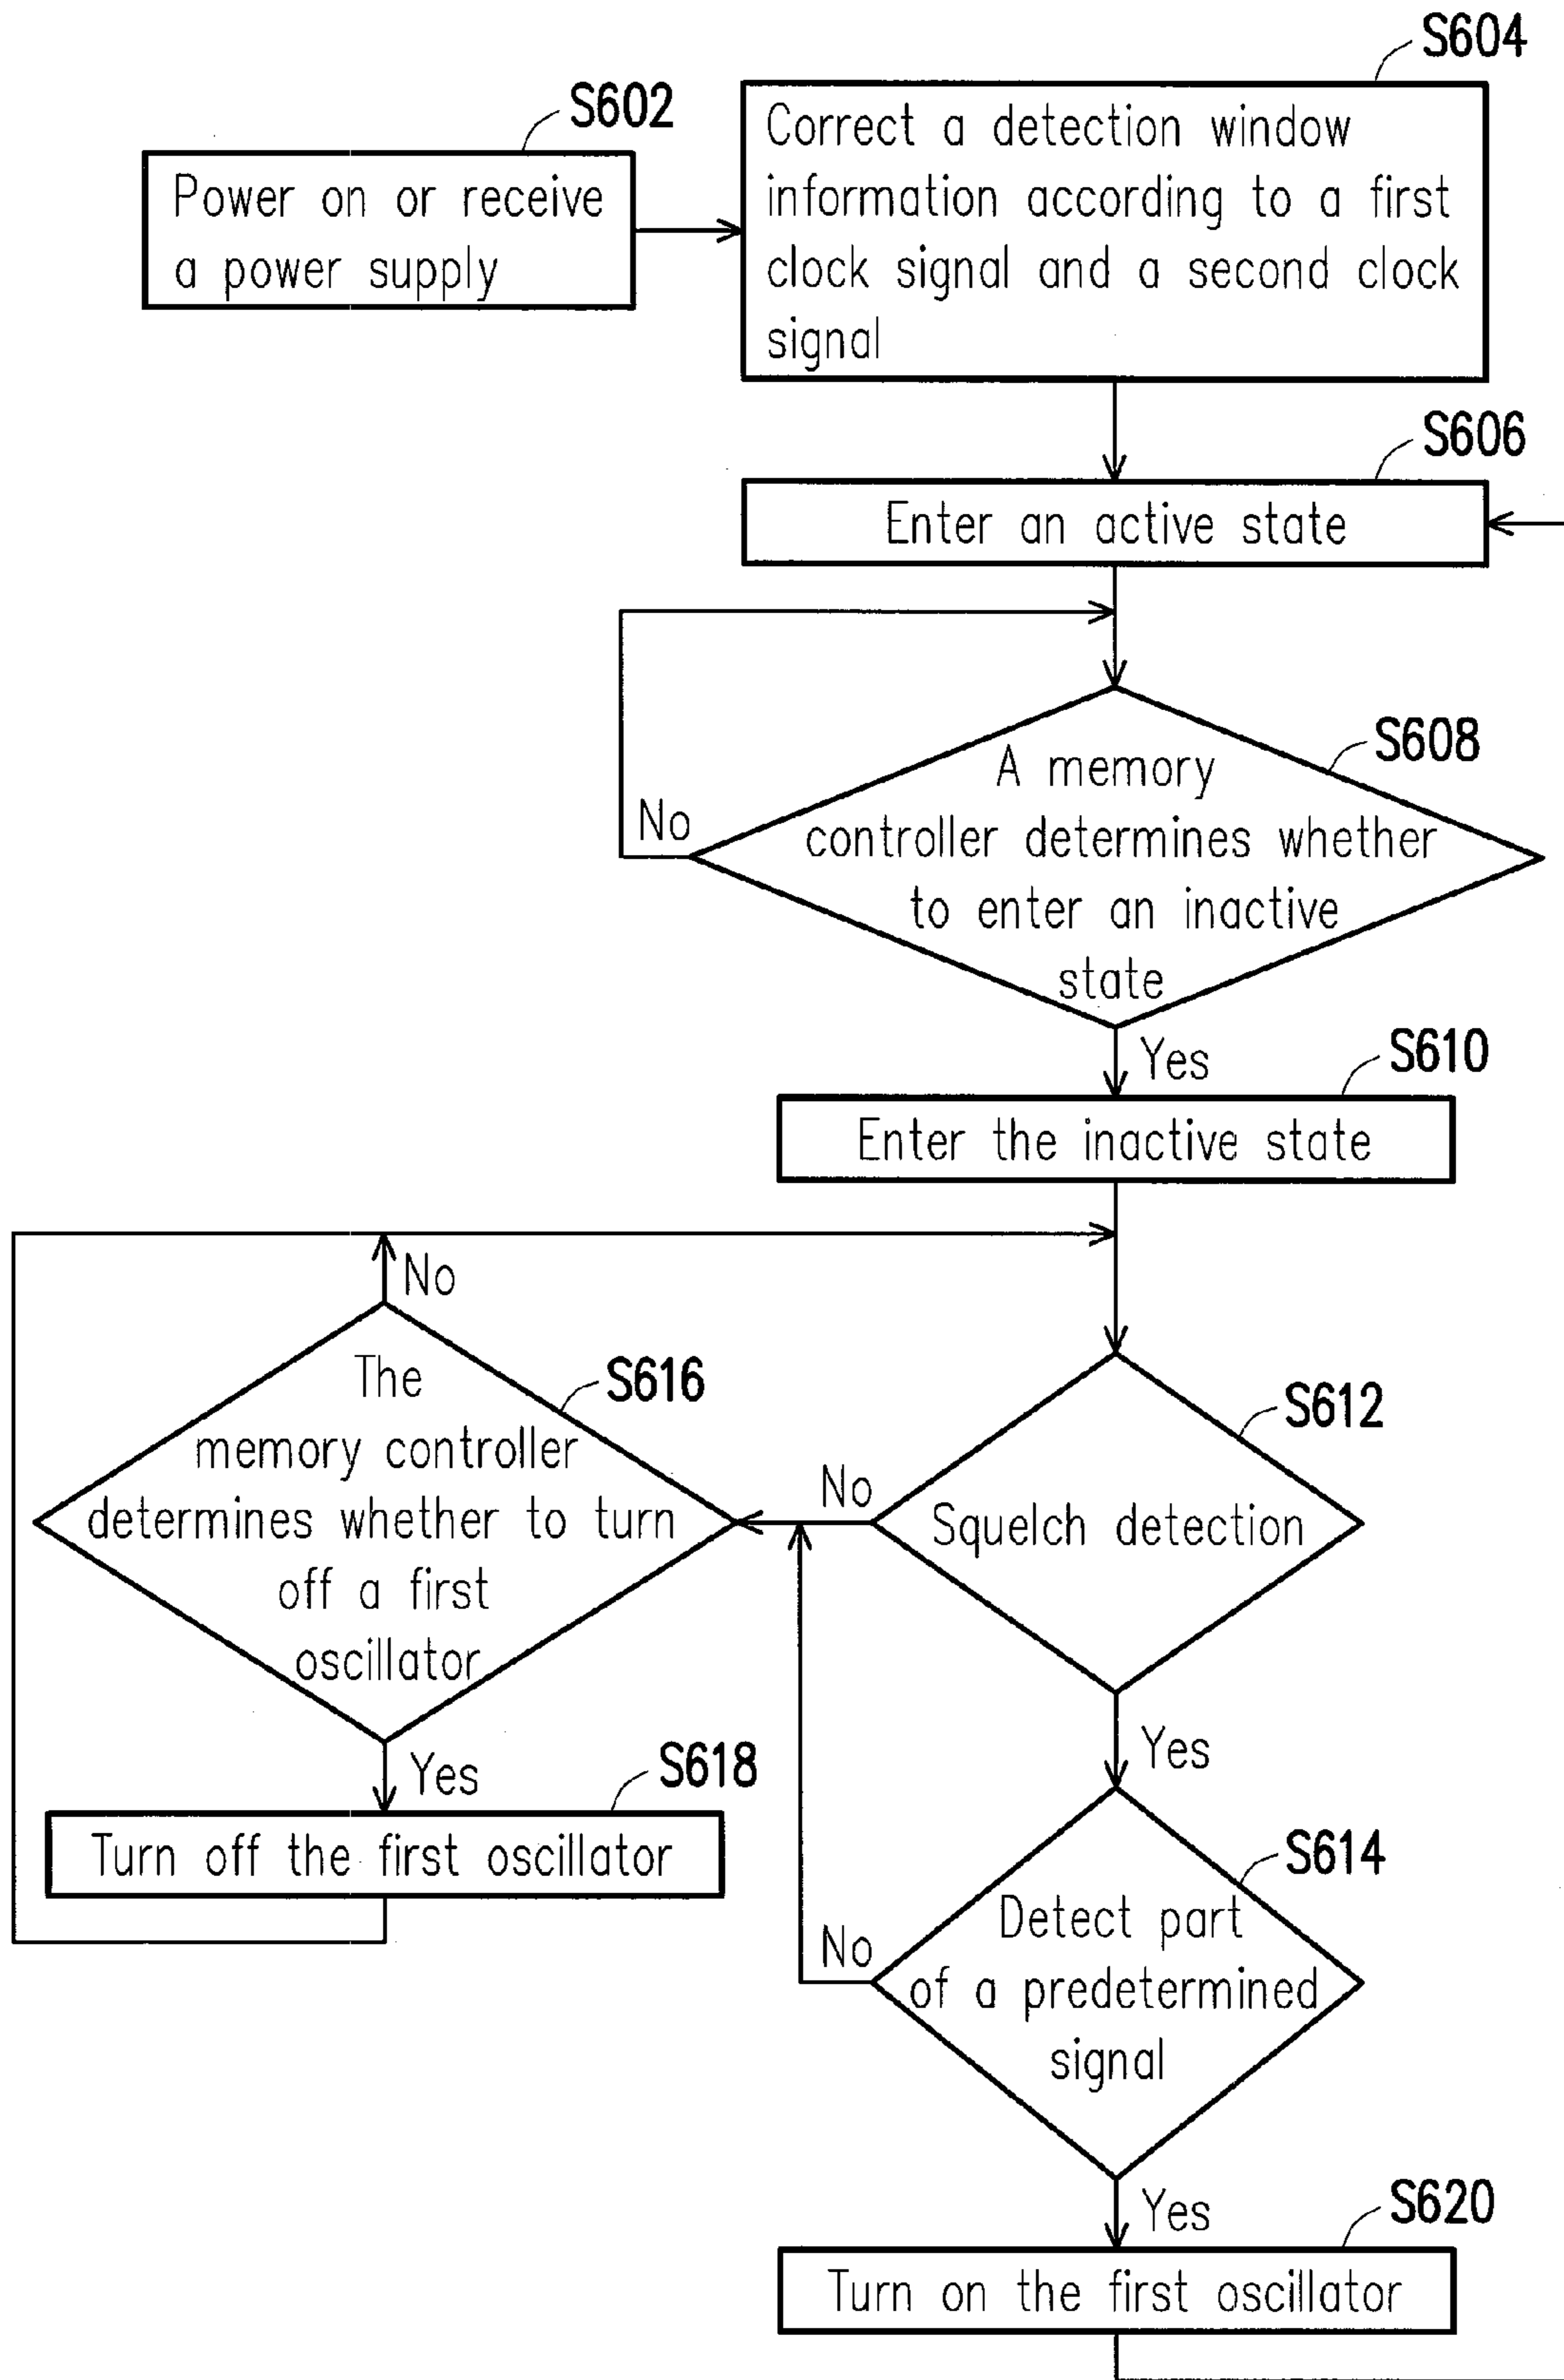 S604
S602
Power on or receive
a power supply
Correct a detection window
information according to a first
clock signal and a second clock
signal
S606
Enter an active state
S608
A memory
controller determines whether
to enter an inactive
state
No
Yes
S610
Enter the inactive state
No
S616
The
memory controller
determines whether to turn
off a first
oscillator
S612
No
Squelch detection
Yes
S618
Turn off the first oscillator
Yes
S614
No
Detect part
of a predetermined
signal
Yes
S620
Turn on the first oscillator